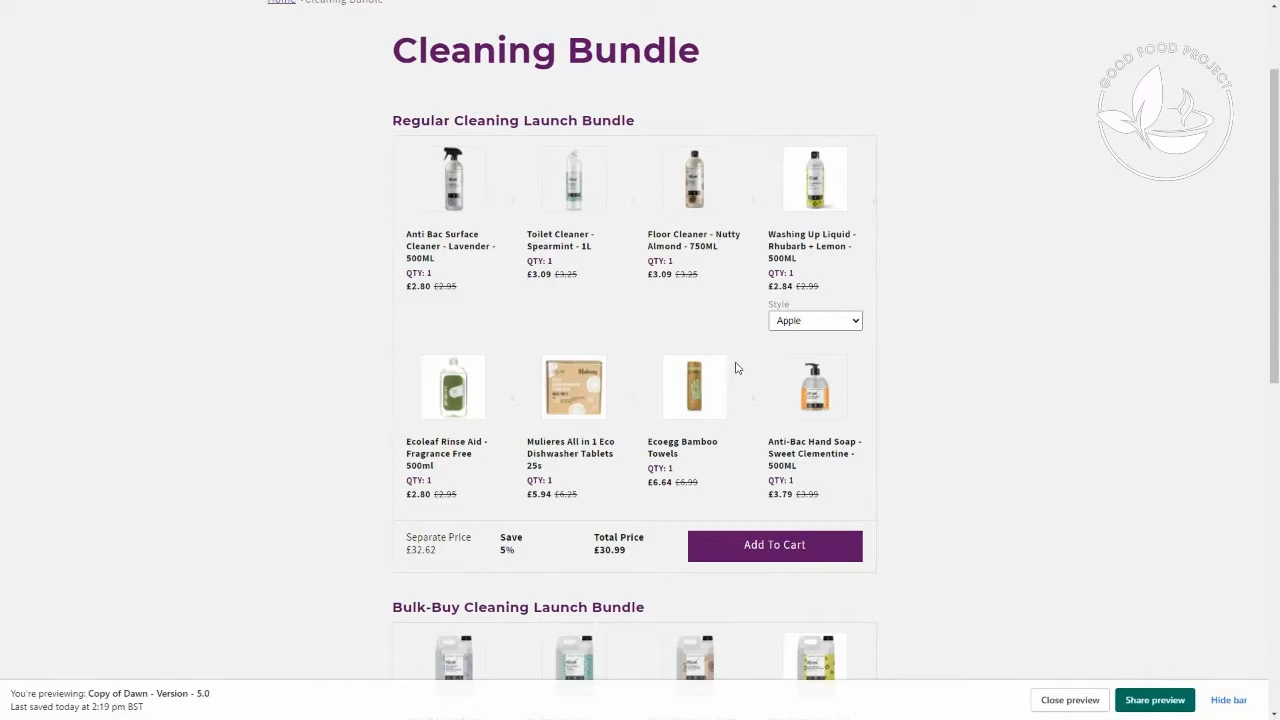 Home › Cleaning Bundle
Cleaning Bundle
GOOD FOOD PROJECT
Regular Cleaning Launch Bundle
Anti Bac Surface
Cleaner - Lavender -
500ML
QTY: 1
£2.80 £2.95
Toilet Cleaner -
Spearmint - 1L
QTY: 1
£3.09 £3.25
Floor Cleaner - Nutty
Almond - 750ML
QTY: 1
£3.09 £3.25
Washing Up Liquid -
Rhubarb + Lemon -
500ML
QTY: 1
£2.84 £2.99
Style
Apple
Ecoleaf Rinse Aid -
Fragrance Free
500ml
QTY: 1
£2.80 £2.95
Mulieres All in 1 Eco
Dishwasher Tablets
25s
QTY: 1
£5.94 £6.25
Ecoegg Bamboo
Towels
QTY: 1
£6.64 £6.99
Anti-Bac Hand Soap -
Sweet Clementine -
500ML
QTY: 1
£3.79 £3.99
Separate Price
£32.62
Save
5%
Total Price
£30.99
Add To Cart
Bulk-Buy Cleaning Launch Bundle
You're previewing: Copy of Dawn - Version - 5.0
Last saved today at 2:19 pm BST
Close preview
Share preview
Hide bar